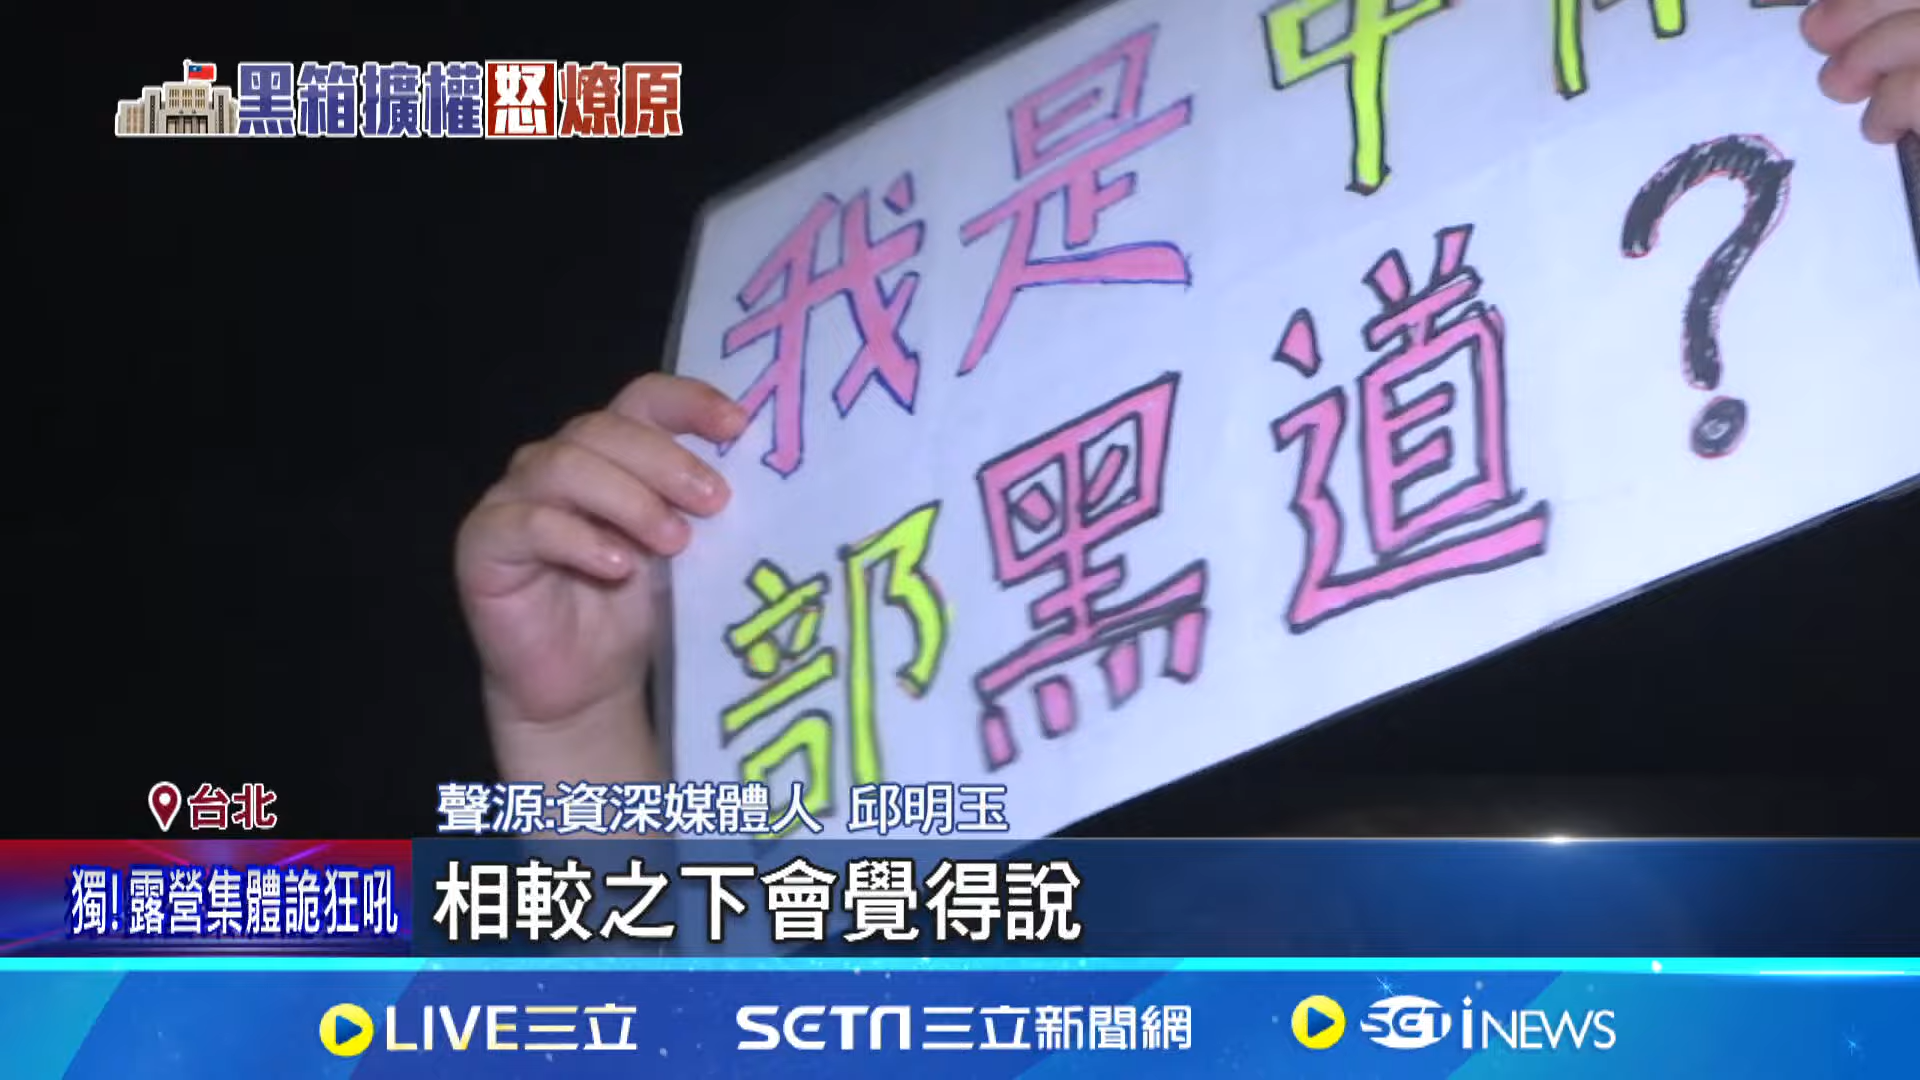 黑箱擴權怒燎原
我是中
部黑道?
台北
聲源:資深媒體人 邱明玉
獨!露營集體詭狂吼
相較之下會覺得說
LIVE三立
SETN三立新聞網
SET iNEWS